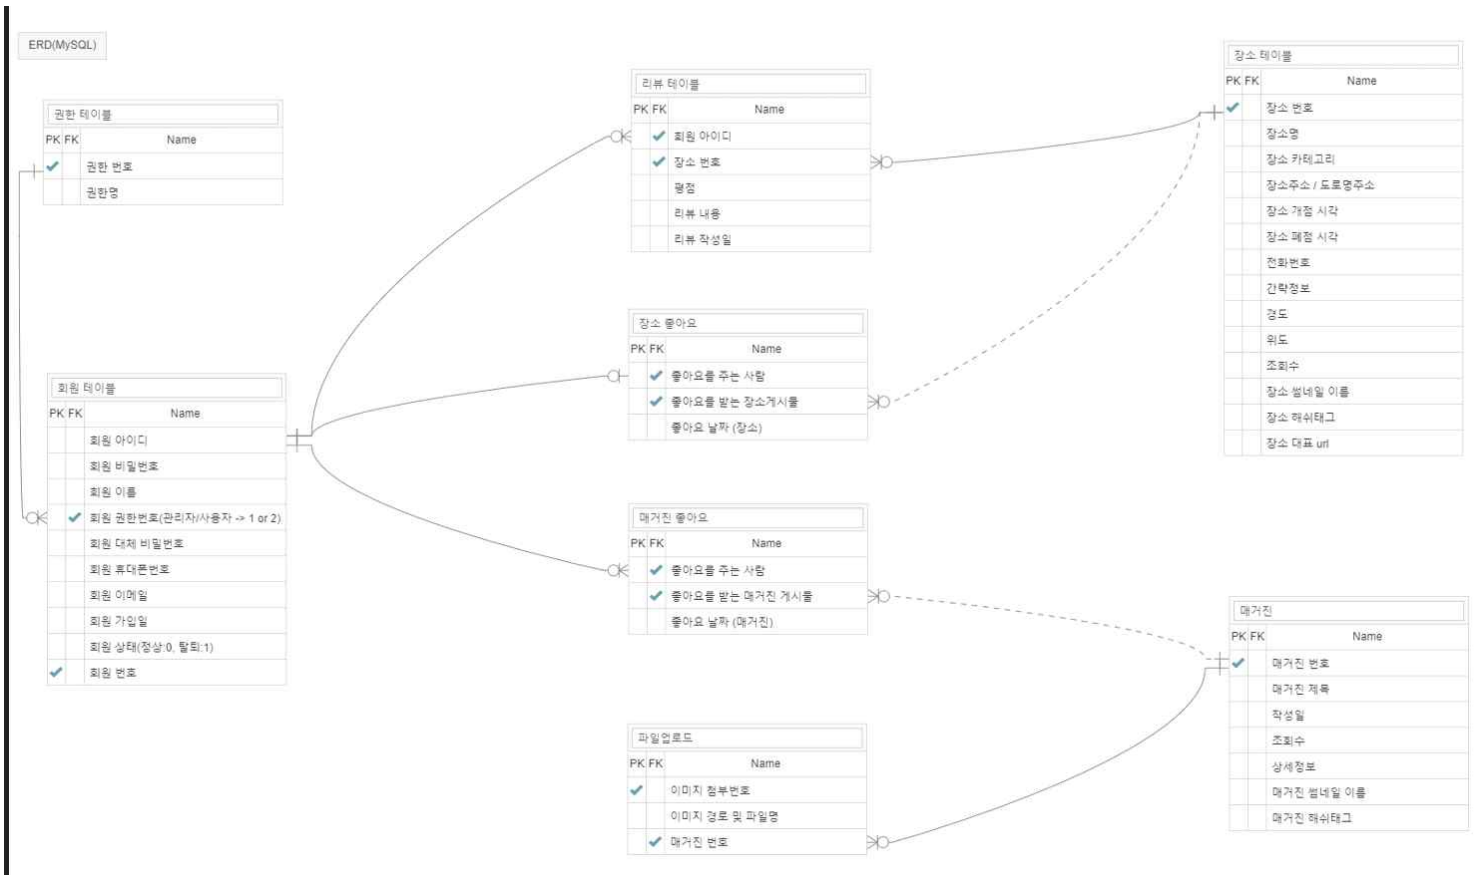 ERD(MySQL)
권한 테이블
PK FK Name
권한 번호
권한명
회원 테이블
PK FK Name
회원 아이디
회원 비밀번호
회원 이름
회원 권한번호(관리자/사용자 -> 1 or 2)
회원 대체 비밀번호
회원 휴대폰번호
회원 이메일
회원 가입일
회원 상태(정상:0, 탈퇴:1)
회원 번호
리뷰 테이블
PK FK Name
회원 아이디
장소 번호
평점
리뷰 내용
리뷰 작성일
장소 좋아요
PK FK Name
좋아요를 주는 사람
좋아요를 받는 장소게시물
좋아요 날짜 (장소)
매거진 좋아요
PK FK Name
좋아요를 주는 사람
좋아요를 받는 매거진 게시물
좋아요 날짜 (매거진)
파일업로드
PK FK Name
이미지 첨부번호
이미지 경로 및 파일명
매거진 번호
장소 테이블
PK FK Name
장소 번호
장소명
장소 카테고리
장소주소 / 도로명주소
장소 개점 시각
장소 폐점 시각
전화번호
간략정보
경도
위도
조회수
장소 썸네일 이름
장소 해쉬태그
장소 대표 url
매거진
PK FK Name
매거진 번호
매거진 제목
작성일
조회수
상세정보
매거진 썸네일 이름
매거진 해쉬태그